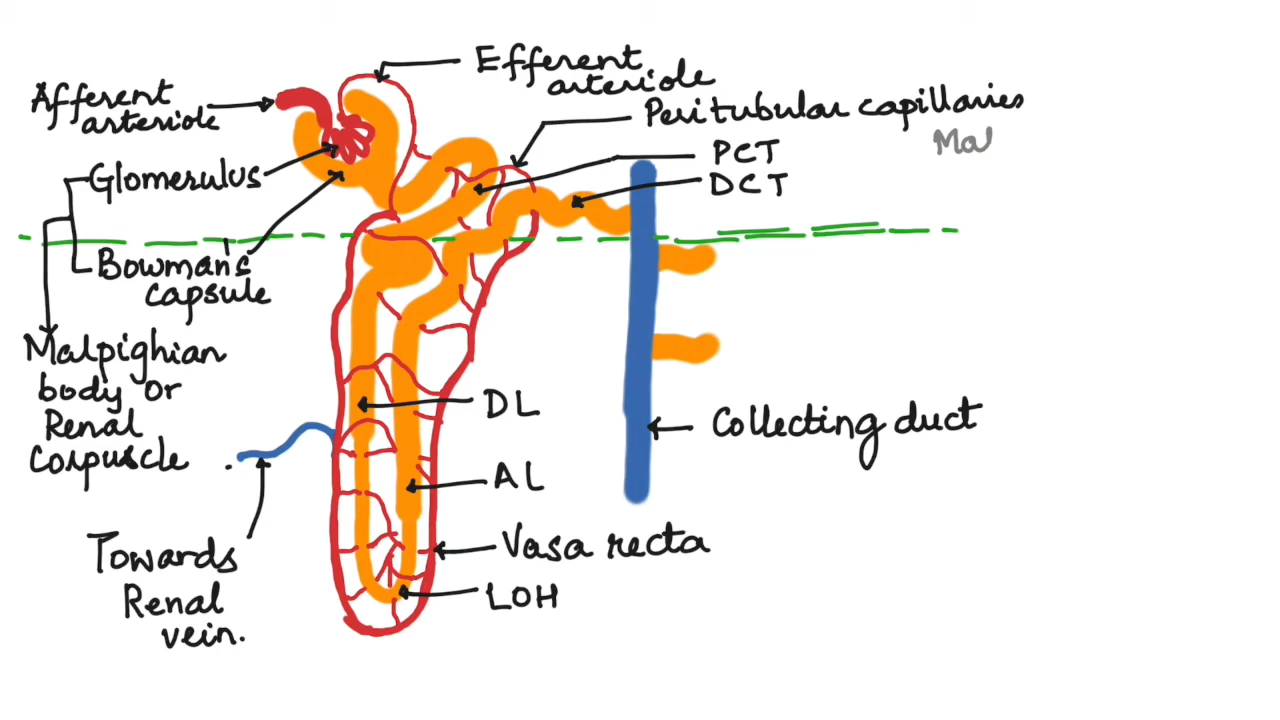 Efferent
arteriole
Afferent
arteriole
Peritubular capillaries
Mal
PCT
DCT
Glomerulus
Bowman's
capsule
Malpighian
body or
Renal
Corpuscle
DL
Collecting duct
AL
Vasa recta
LOH
Towards
Renal
vein.